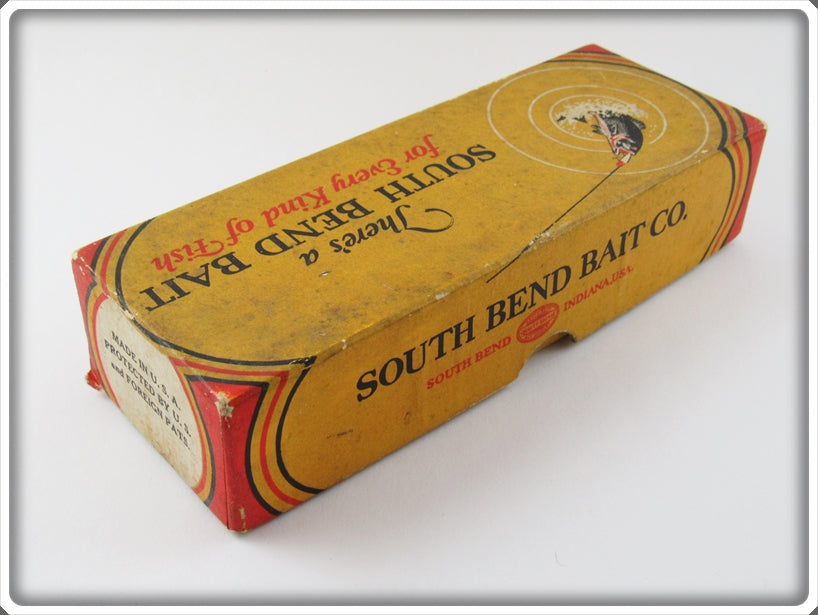 There's a
SOUTH BEND BAIT
for Every Kind of Fish
SOUTH BEND BAIT CO.
SOUTH BEND INDIANA, U.S.A.
MADE IN U. S. A.
PROTECTED BY U. S.
and FOREIGN PATS.